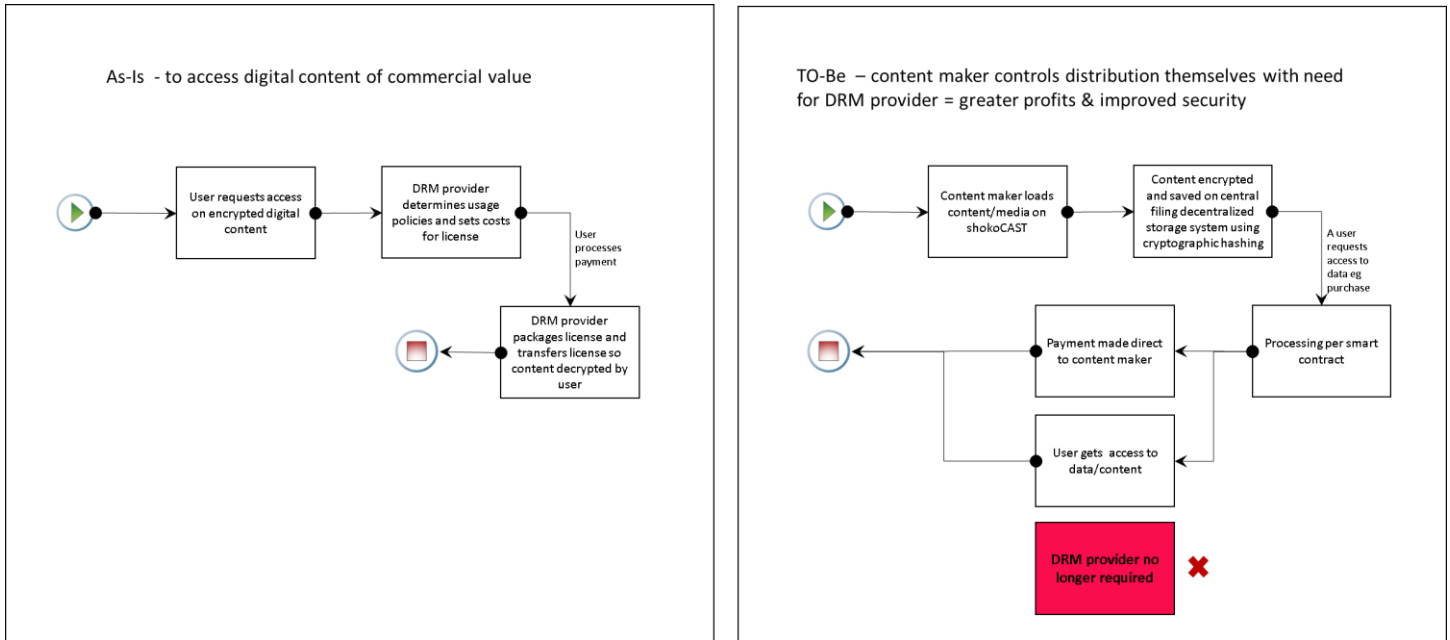 As-Is - to access digital content of commercial value
User requests access
on encrypted digital
content
DRM provider
determines usage
policies and sets costs
for license
User
processes
payment
DRM provider
packages license and
transfers license so
content decrypted by
user
TO-Be – content maker controls distribution themselves with need
for DRM provider = greater profits & improved security
Content maker loads
content/media on
shokoCAST
Content encrypted
and saved on central
filing decentralized
storage system using
cryptographic hashing
A user
requests
access to
data eg
purchase
Processing per smart
contract
Payment made direct
to content maker
User gets access to
data/content
DRM provider no
longer required